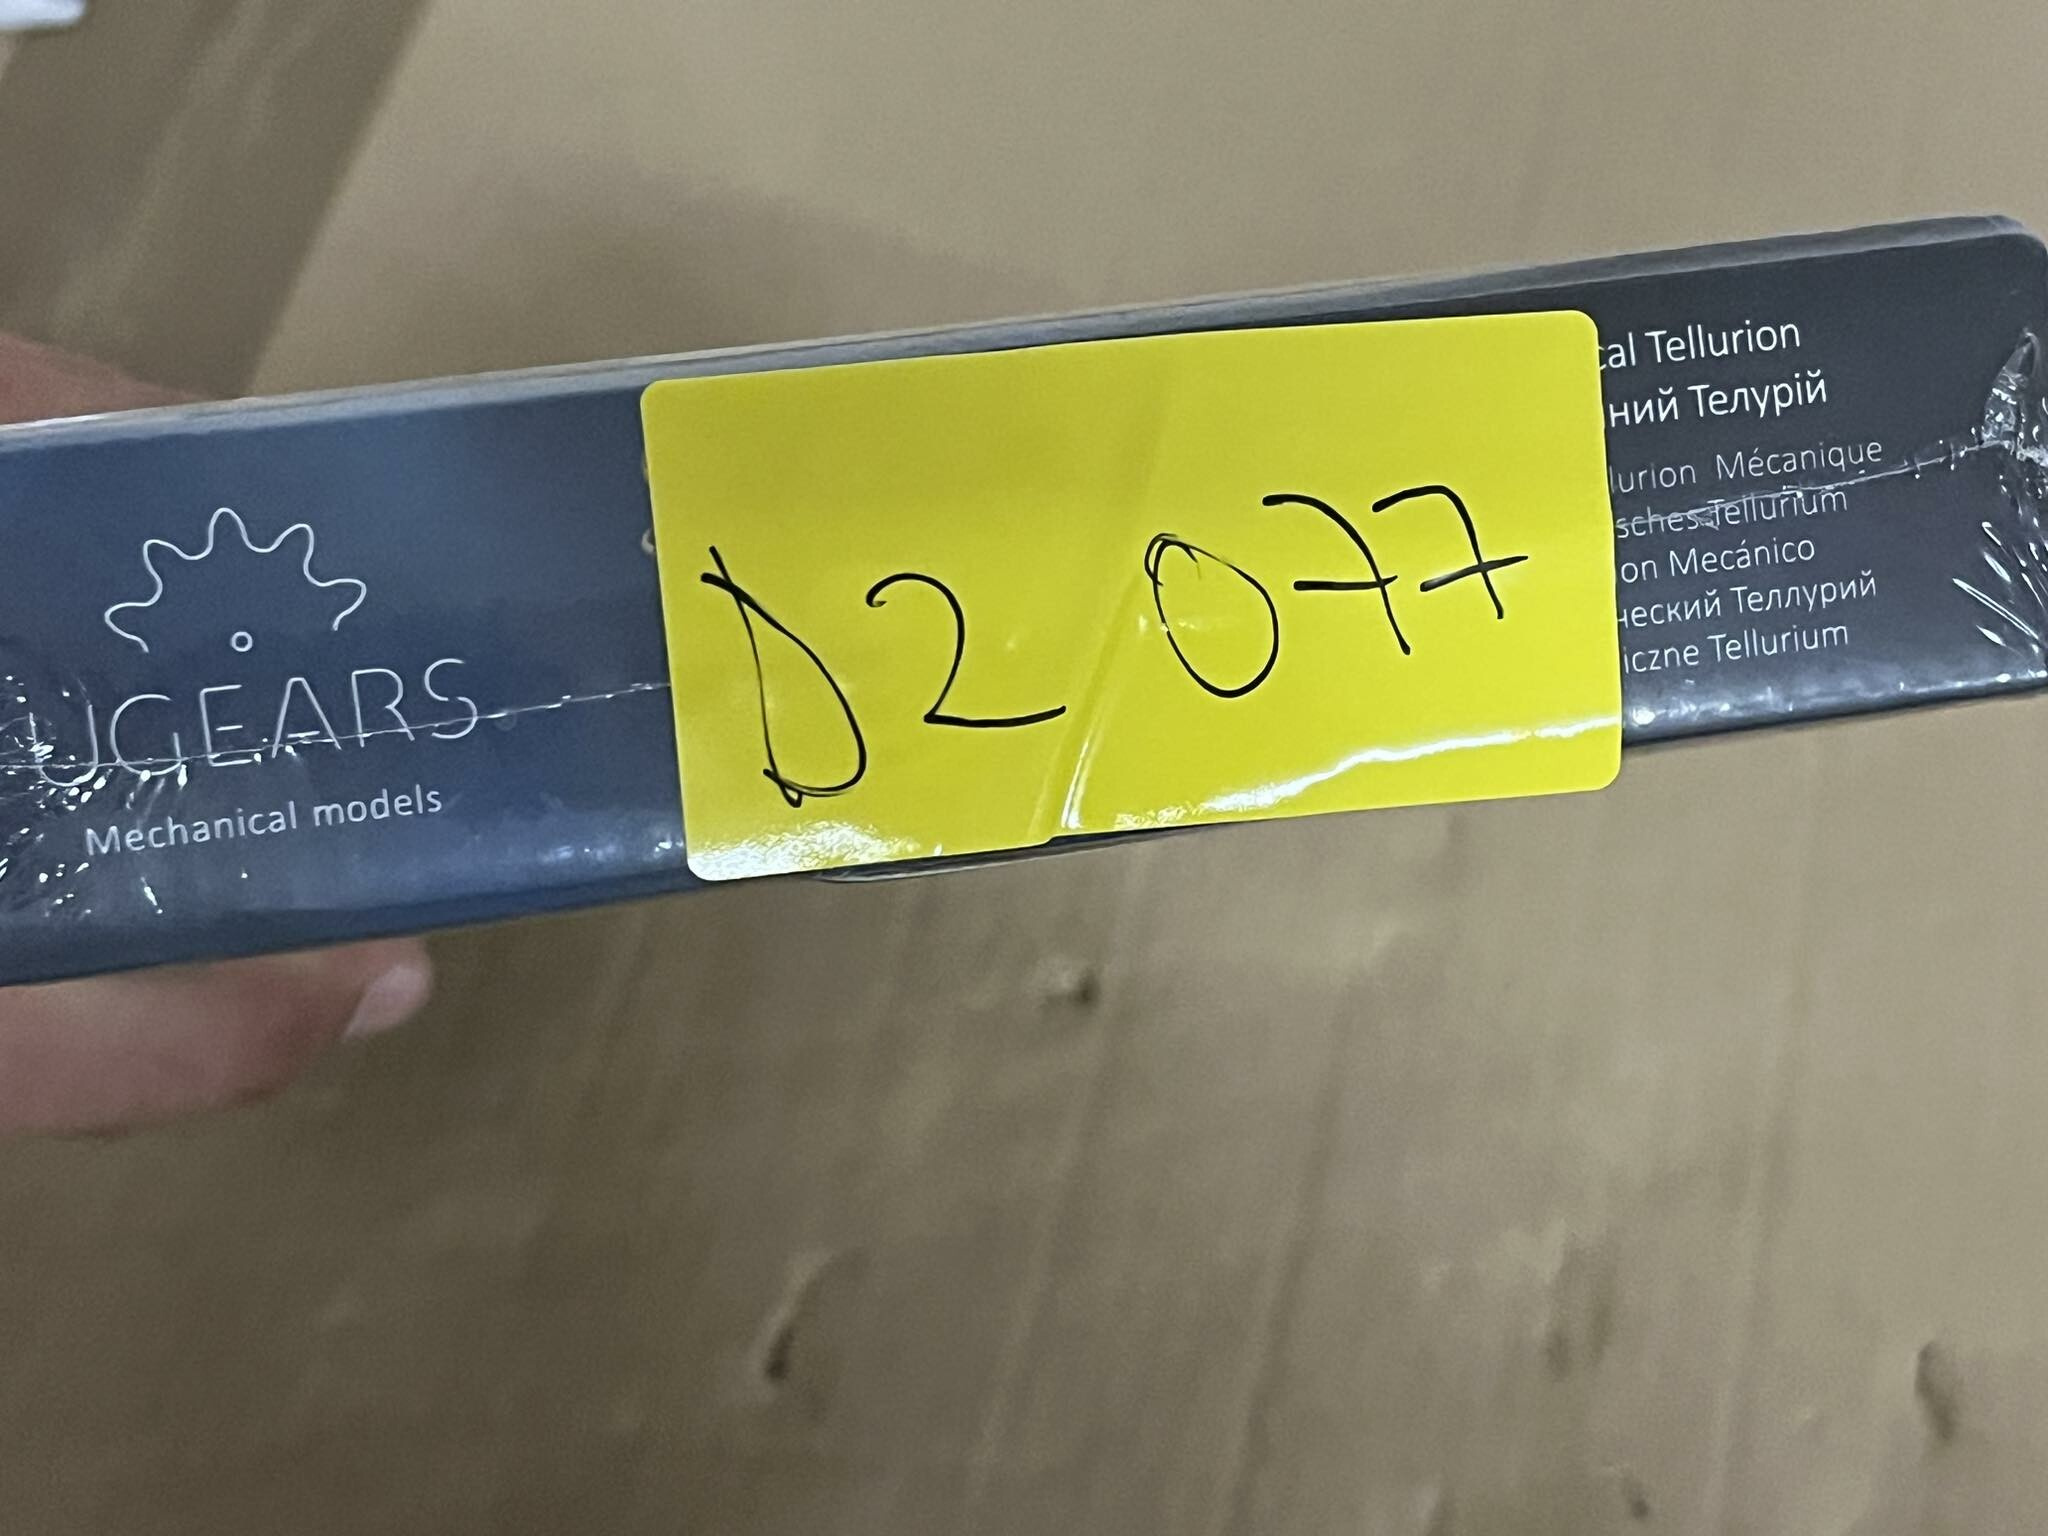 UGEARS
Mechanical models
D2 077
cal Tellurion
ний Телурій
lurion Mécanique
sches Tellurium
on Mecánico
ческий Теллурий
iczne Tellurium